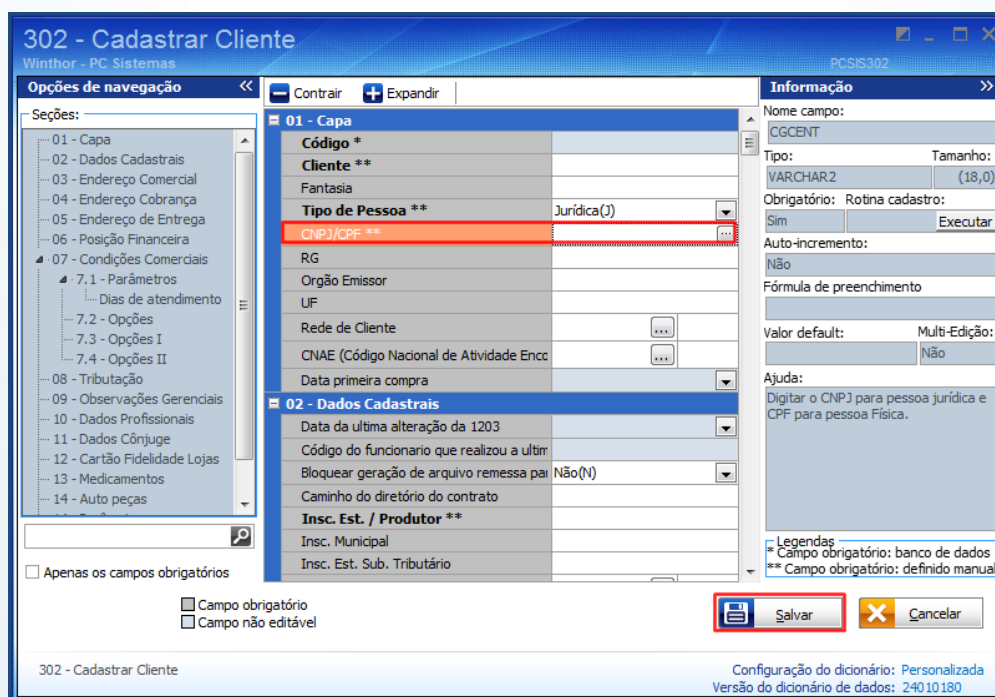 302 - Cadastrar Cliente
Winthor - PC Sistemas
PCSIS302
Opções de navegação
Seções:
01 - Capa
02 - Dados Cadastrais
03 - Endereço Comercial
04 - Endereço Cobrança
05 - Endereço de Entrega
06 - Posição Financeira
07 - Condições Comerciais
7.1 - Parâmetros
Dias de atendimento
7.2 - Opções
7.3 - Opções I
7.4 - Opções II
08 - Tributação
09 - Observações Gerenciais
10 - Dados Profissionais
11 - Dados Cônjuge
12 - Cartão Fidelidade Lojas
13 - Medicamentos
14 - Auto peças
Apenas os campos obrigatórios
Contrair Expandir
01 - Capa
Código *
Cliente **
Fantasia
Tipo de Pessoa ** Jurídica(J)
CNPJ/CPF **
RG
Orgão Emissor
UF
Rede de Cliente
CNAE (Código Nacional de Atividade Encc
Data primeira compra
02 - Dados Cadastrais
Data da ultima alteração da 1203
Código do funcionario que realizou a ultim
Bloquear geração de arquivo remessa par Não(N)
Caminho do diretório do contrato
Insc. Est. / Produtor **
Insc. Municipal
Insc. Est. Sub. Tributário
Informação
Nome campo:
CGCENT
Tipo: Tamanho:
VARCHAR2 (18,0)
Obrigatório: Rotina cadastro:
Sim Executar
Auto-incremento:
Não
Fórmula de preenchimento
Valor default: Multi-Edição:
Não
Ajuda:
Digitar o CNPJ para pessoa jurídica e
CPF para pessoa Física.
Legendas
* Campo obrigatório: banco de dados
** Campo obrigatório: definido manual
Campo obrigatório
Campo não editável
Salvar Cancelar
302 - Cadastrar Cliente
Configuração do dicionário: Personalizada
Versão do dicionário de dados: 24010180